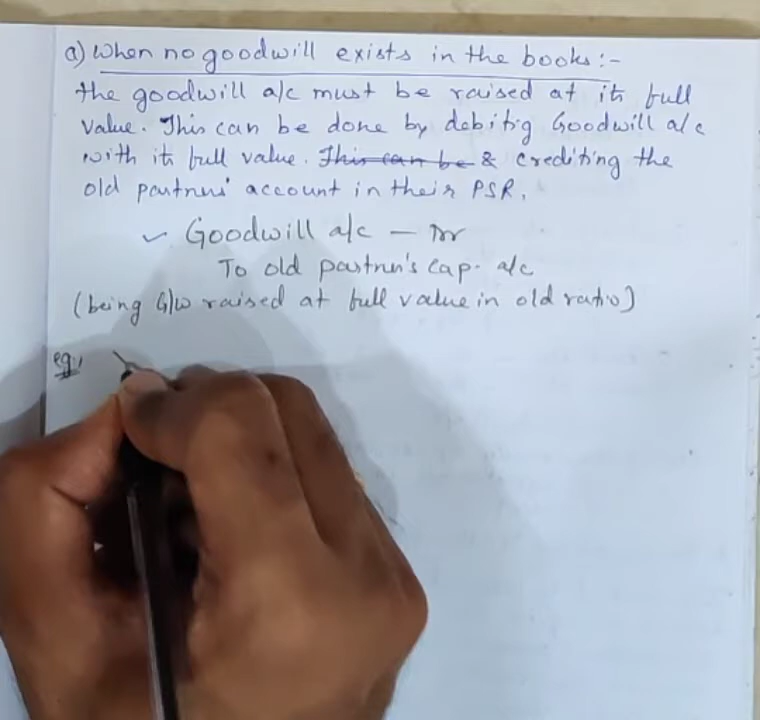 a) When no goodwill exists in the books :-
the goodwill a/c must be raised at its full
value. This can be done by debitig Goodwill a/c
with its full value. This can be & crediting the
old partners' account in their PSR.
✓ Goodwill a/c — Dr
To old partner's cap. a/c
(being G/w raised at full value in old ratio)
eg: